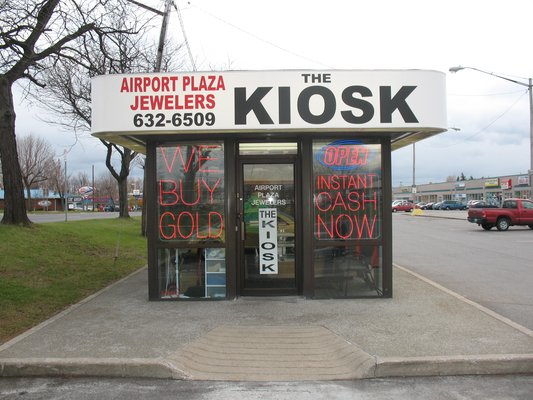 AIRPORT PLAZA
JEWELERS
632-6509
THE
KIOSK
WE
BUY
GOLD
AIRPORT
PLAZA
JEWELERS
THE
KIOSK
OPEN
INSTANT
CASH
NOW